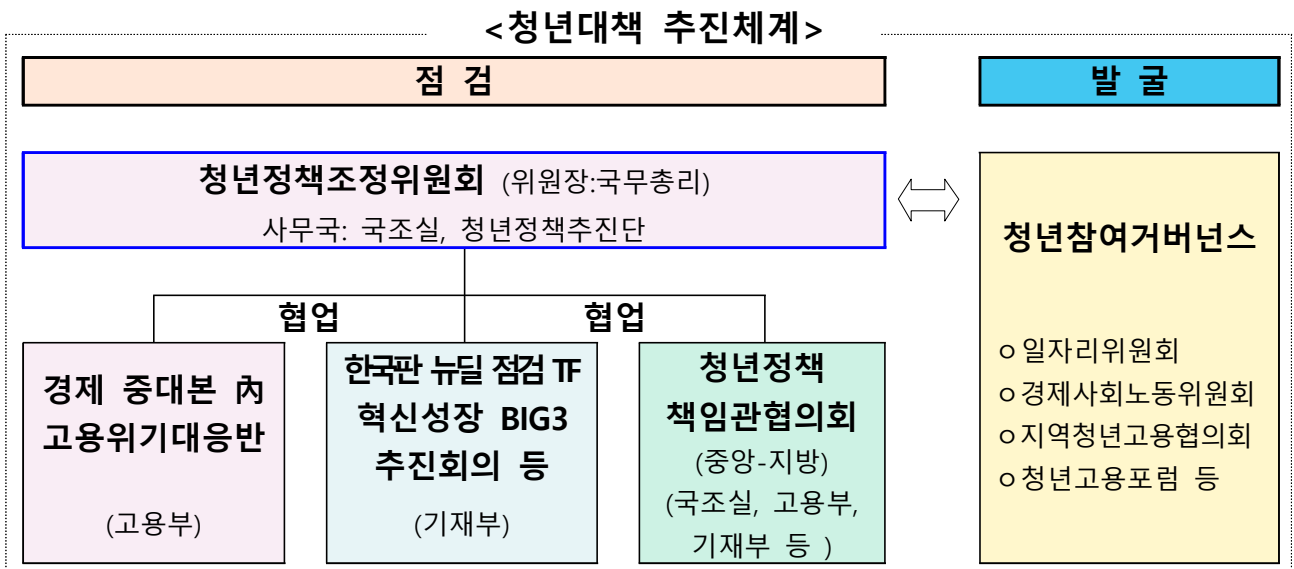 <청년대책 추진체계>
점 검
발 굴
청년정책조정위원회 (위원장:국무총리)
사무국: 국조실, 청년정책추진단
협업
협업
경제 중대본 內
고용위기대응반
(고용부)
한국판 뉴딜 점검 TF
혁신성장 BIG3
추진회의 등
(기재부)
청년정책
책임관협의회
(중앙-지방)
(국조실, 고용부,
기재부 등 )
청년참여거버넌스
ㅇ일자리위원회
ㅇ경제사회노동위원회
ㅇ지역청년고용협의회
ㅇ청년고용포럼 등